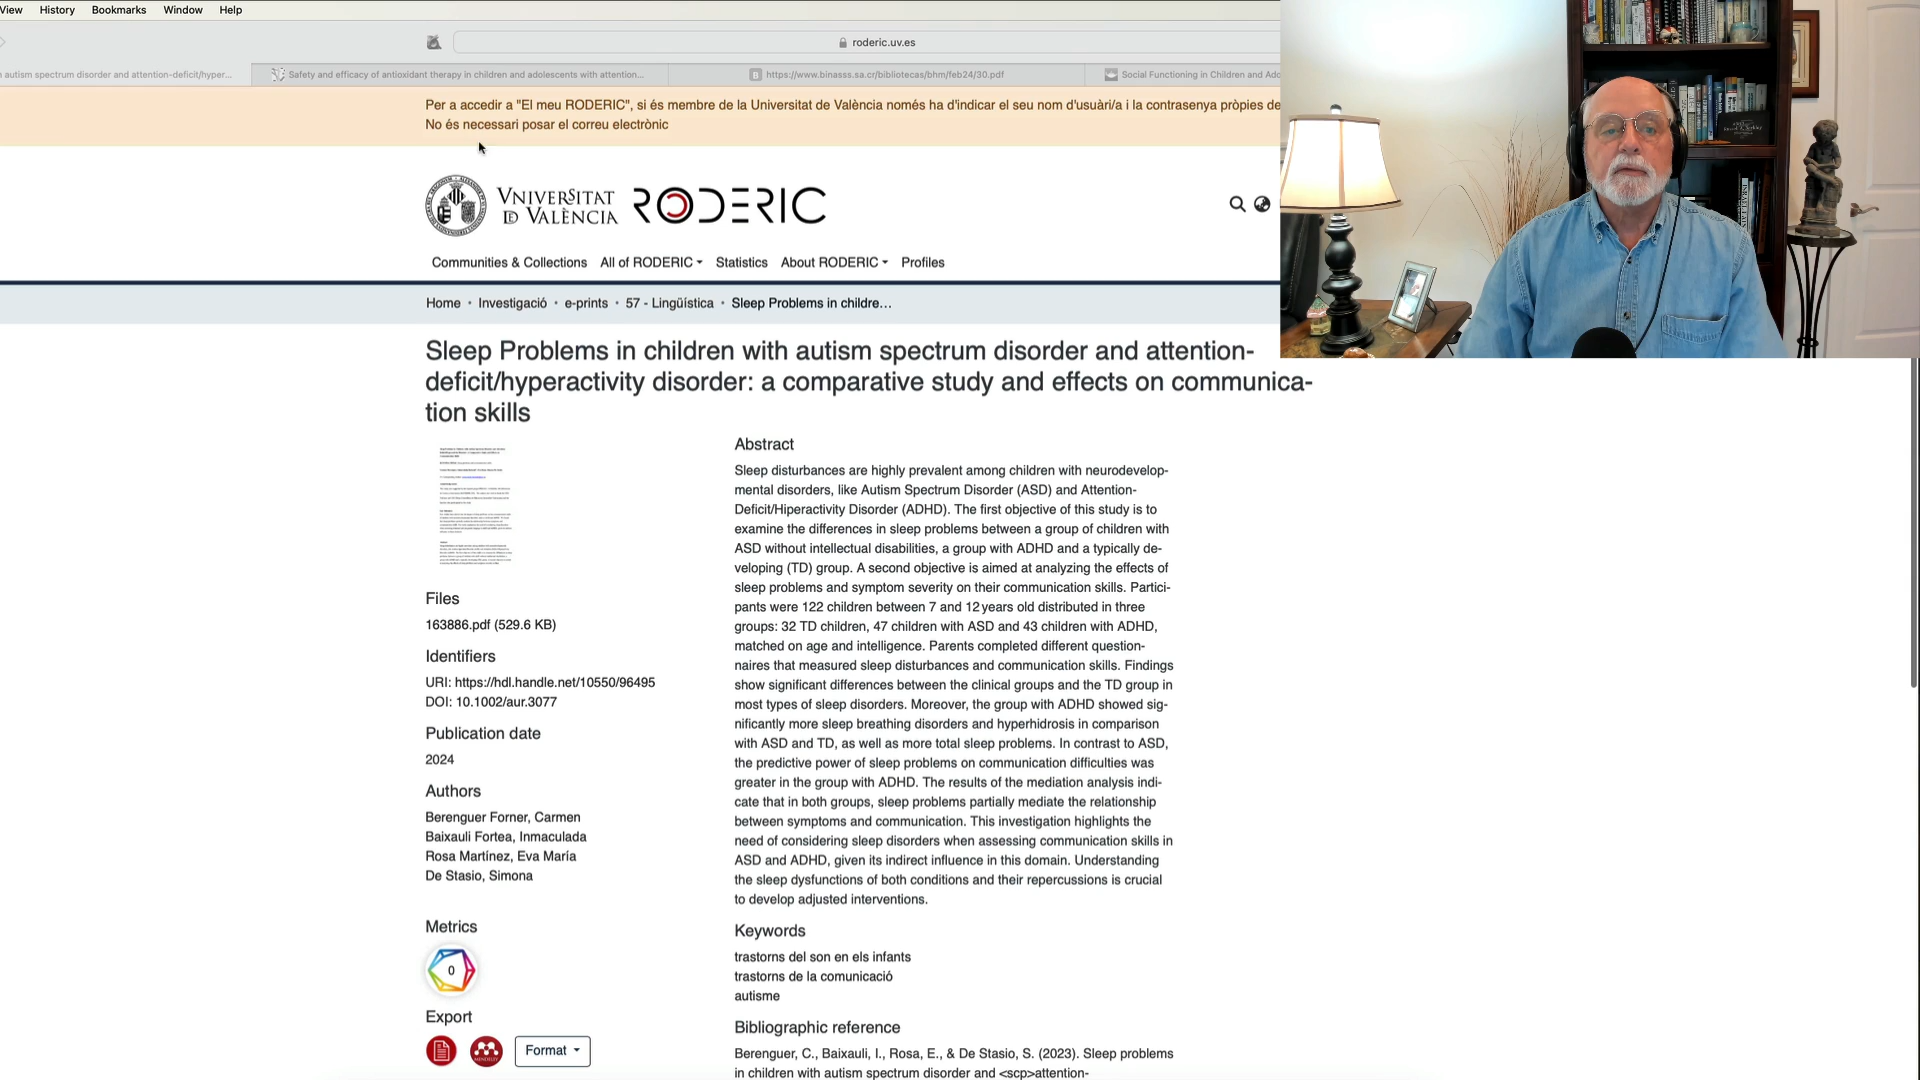 View History Bookmarks Window Help
roderic.uv.es
autism spectrum disorder and attention-deficit/hyper...
Safety and efficacy of antioxidant therapy in children and adolescents with attention...
https://www.binasss.sa.cr/bibliotecas/bhm/feb24/30.pdf
Social Functioning in Children and Ado
Per a accedir a "El meu RODERIC", si és membre de la Universitat de València només ha d'indicar el seu nom d'usuàri/a i la contrasenya pròpies de
No és necessari posar el correu electrònic
VNIVERSITAT
D VALÈNCIA
RODERIC
Communities & Collections All of RODERIC Statistics About RODERIC Profiles
Home • Investigació • e-prints • 57 - Lingüística • Sleep Problems in childre...
Sleep Problems in children with autism spectrum disorder and attention-
deficit/hyperactivity disorder: a comparative study and effects on communica-
tion skills
Files
163886.pdf (529.6 KB)
Identifiers
URI: https://hdl.handle.net/10550/96495
DOI: 10.1002/aur.3077
Publication date
2024
Authors
Berenguer Forner, Carmen
Baixauli Fortea, Inmaculada
Rosa Martínez, Eva María
De Stasio, Simona
Metrics
0
Export
MENDELEY
Format
Abstract
Sleep disturbances are highly prevalent among children with neurodevelop-
mental disorders, like Autism Spectrum Disorder (ASD) and Attention-
Deficit/Hiperactivity Disorder (ADHD). The first objective of this study is to
examine the differences in sleep problems between a group of children with
ASD without intellectual disabilities, a group with ADHD and a typically de-
veloping (TD) group. A second objective is aimed at analyzing the effects of
sleep problems and symptom severity on their communication skills. Partici-
pants were 122 children between 7 and 12 years old distributed in three
groups: 32 TD children, 47 children with ASD and 43 children with ADHD,
matched on age and intelligence. Parents completed different question-
naires that measured sleep disturbances and communication skills. Findings
show significant differences between the clinical groups and the TD group in
most types of sleep disorders. Moreover, the group with ADHD showed sig-
nificantly more sleep breathing disorders and hyperhidrosis in comparison
with ASD and TD, as well as more total sleep problems. In contrast to ASD,
the predictive power of sleep problems on communication difficulties was
greater in the group with ADHD. The results of the mediation analysis indi-
cate that in both groups, sleep problems partially mediate the relationship
between symptoms and communication. This investigation highlights the
need of considering sleep disorders when assessing communication skills in
ASD and ADHD, given its indirect influence in this domain. Understanding
the sleep dysfunctions of both conditions and their repercussions is crucial
to develop adjusted interventions.
Keywords
trastorns del son en els infants
trastorns de la comunicació
autisme
Bibliographic reference
Berenguer, C., Baixauli, I., Rosa, E., & De Stasio, S. (2023). Sleep problems
in children with autism spectrum disorder and <scp>attention-